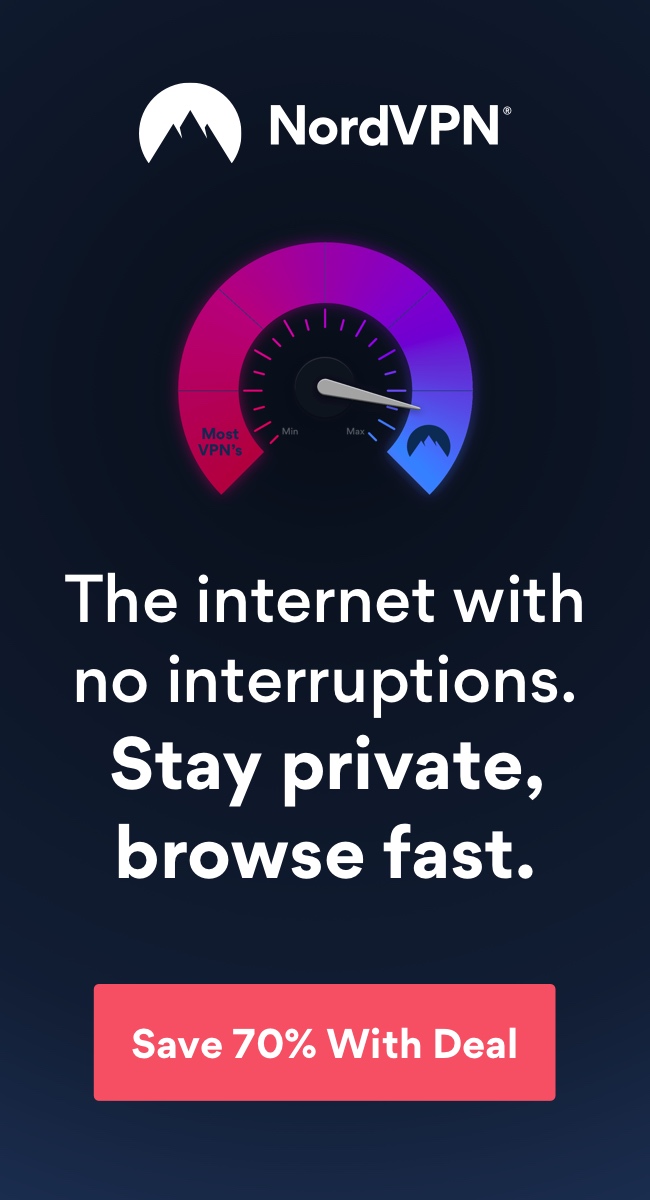 NordVPN®
Most
VPN's
Min
Max
The internet with
no interruptions.
Stay private,
browse fast.
Save 70% With Deal